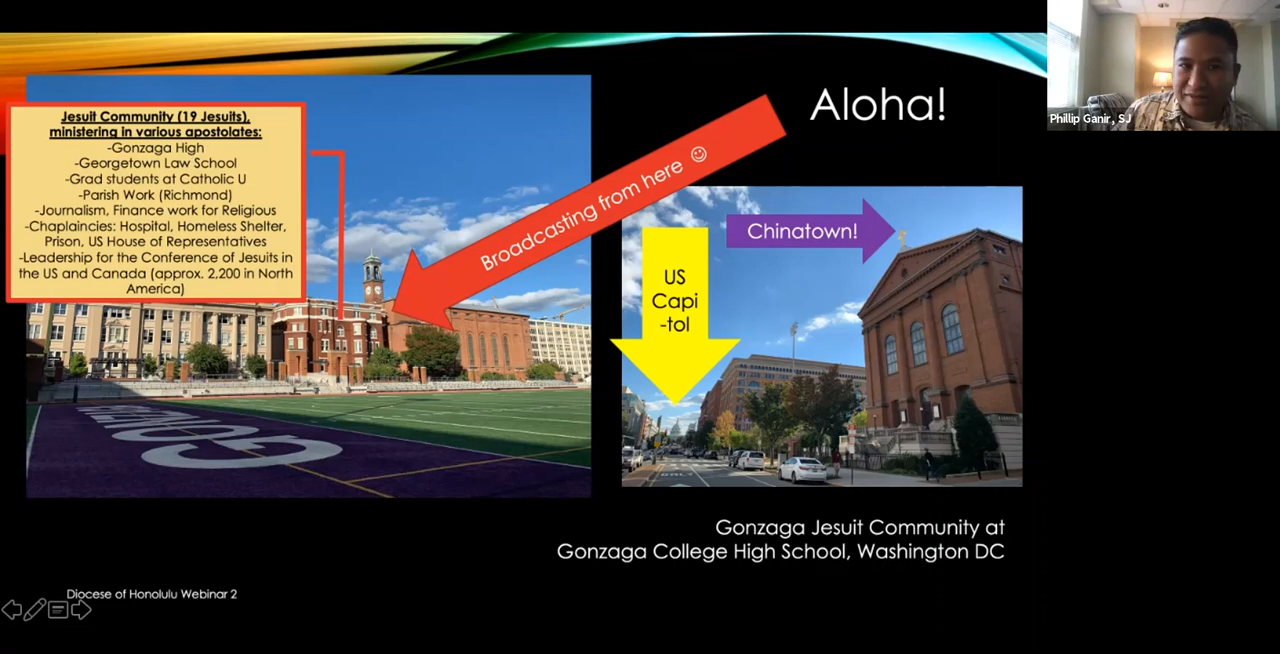 Jesuit Community (19 Jesuits),
ministering in various apostolates:
-Gonzaga High
-Georgetown Law School
-Grad students at Catholic U
-Parish Work (Richmond)
-Journalism, Finance work for Religious
-Chaplaincies: Hospital, Homeless Shelter,
Prison, US House of Representatives
-Leadership for the Conference of Jesuits in
the US and Canada (approx. 2,200 in North
America)
Aloha!
Broadcasting from here ☺
Phillip Ganir, SJ
US
Capi
-tol
Chinatown!
Gonzaga Jesuit Community at
Gonzaga College High School, Washington DC
Diocese of Honolulu Webinar 2